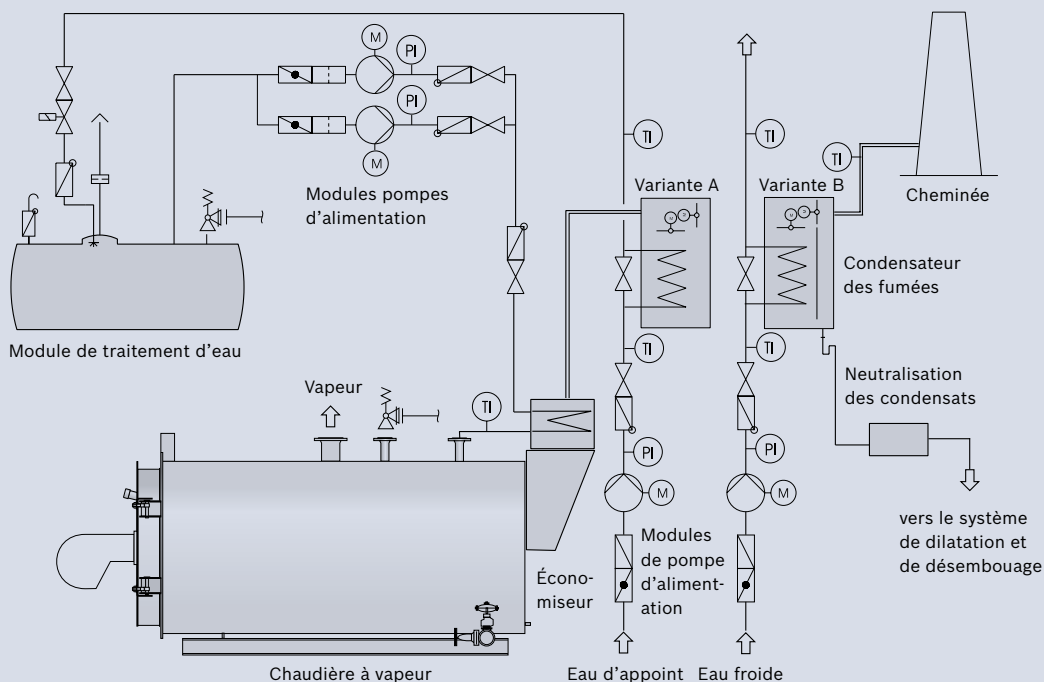 M
PI
PI
M
Modules pompes
d'alimentation
TI
TI
TI
Variante A
Variante B
Cheminée
M
M
Condensateur
des fumées
Module de traitement d'eau
TI
TI
Vapeur
Neutralisation
des condensats
TI
PI
PI
M
M
vers le système
de dilatation et
de désembouage
Modules
de pompe
d'aliment-
ation
Écono-
miseur
Chaudière à vapeur
Eau d'appoint
Eau froide